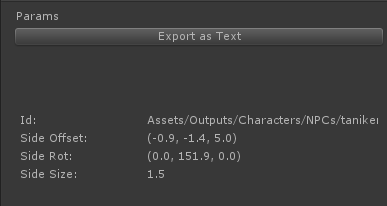 Params
Export as Text
Id: Assets/Outputs/Characters/NPCs/taniker
Side Offset: (-0.9, -1.4, 5.0)
Side Rot: (0.0, 151.9, 0.0)
Side Size: 1.5